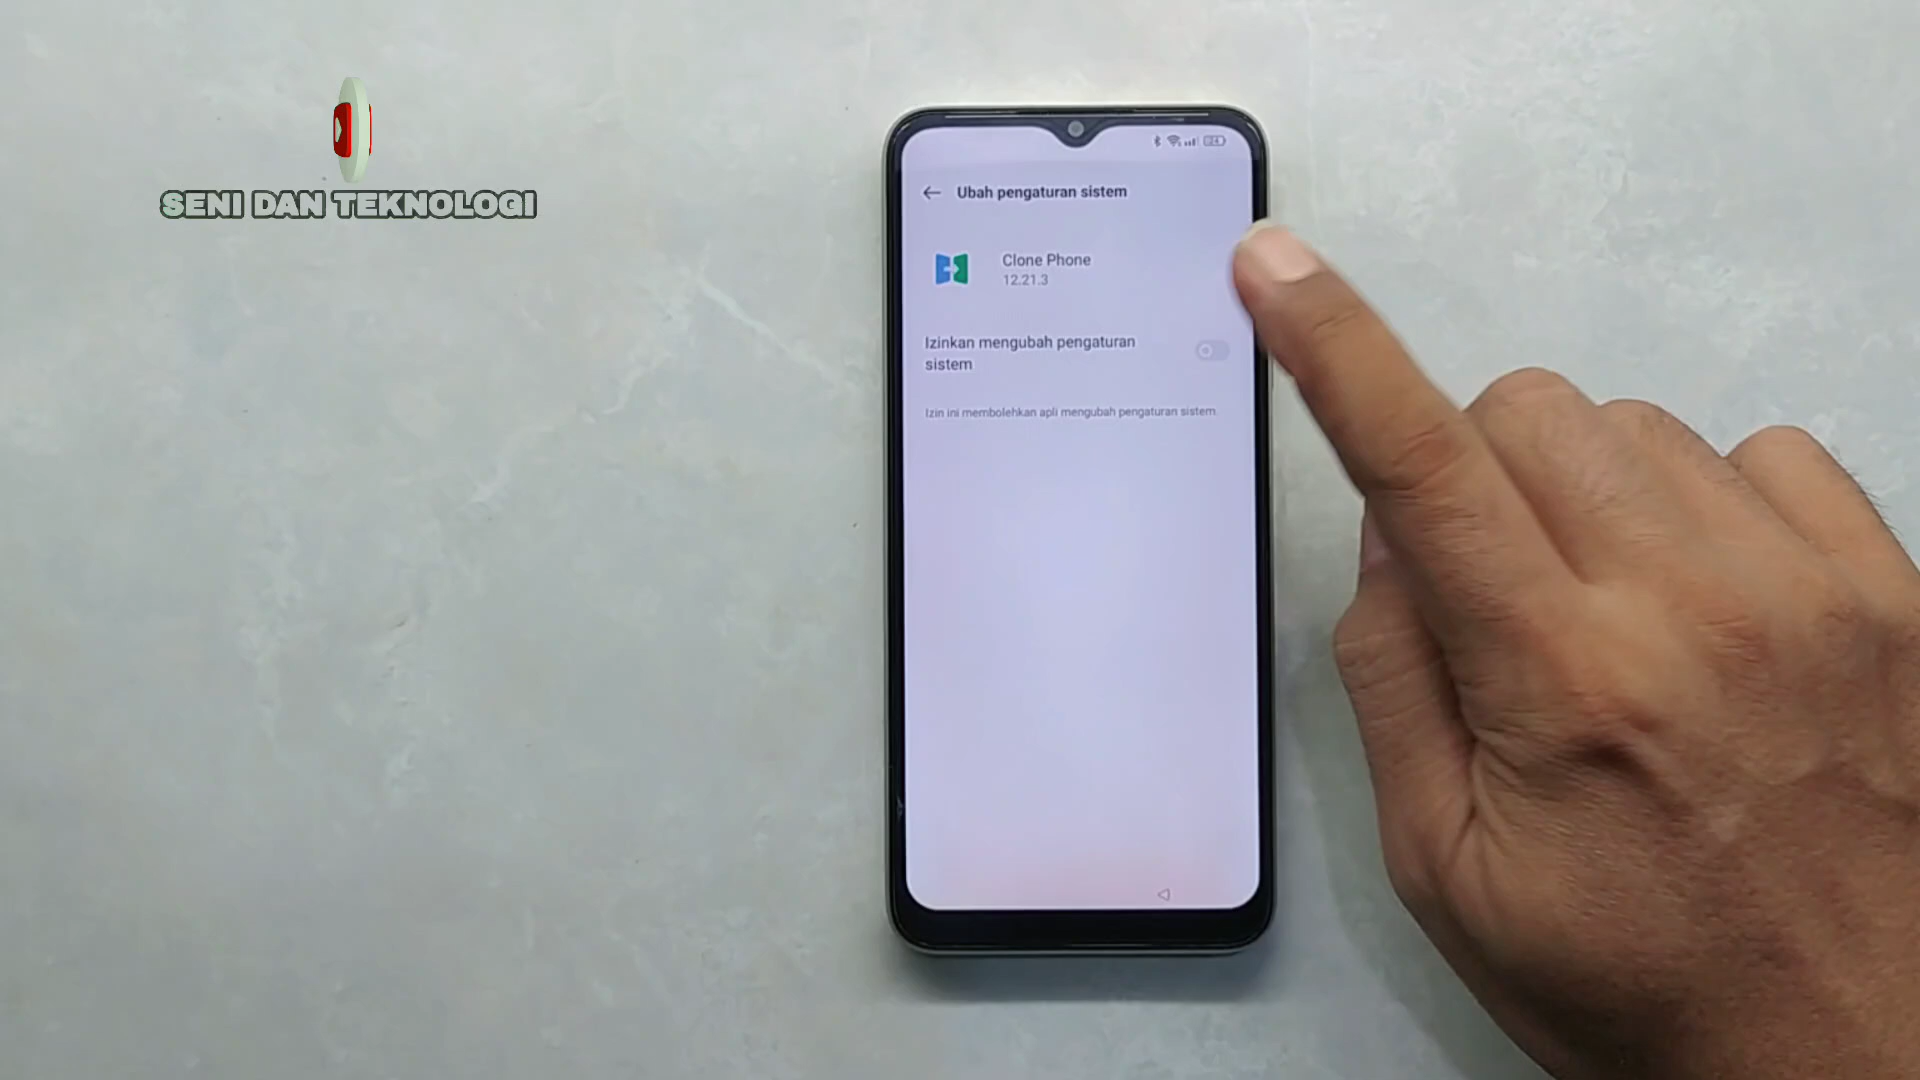 SENI DAN TEKNOLOGI
Ubah pengaturan sistem
Clone Phone
12.21.3
Izinkan mengubah pengaturan
sistem
Izin ini membolehkan apli mengubah pengaturan sistem.